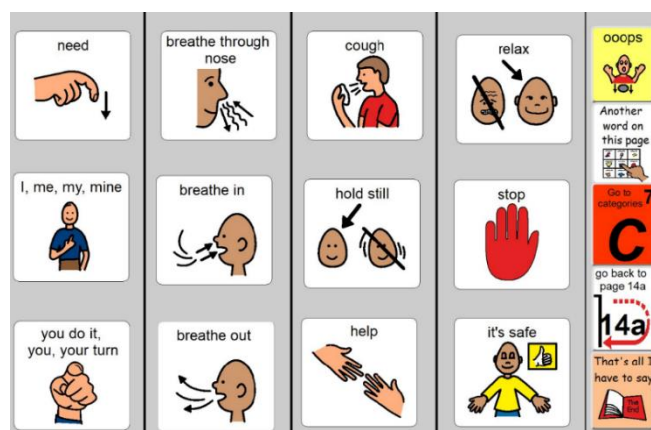 need
breathe through
nose
cough
relax
I, me, my, mine
breathe in
hold still
stop
you do it,
you, your turn
breathe out
help
it's safe
ooops
Another
word on
this page
Go to
categories 7
C
go back to
page 14a
14a
That's all I
have to say
The
End